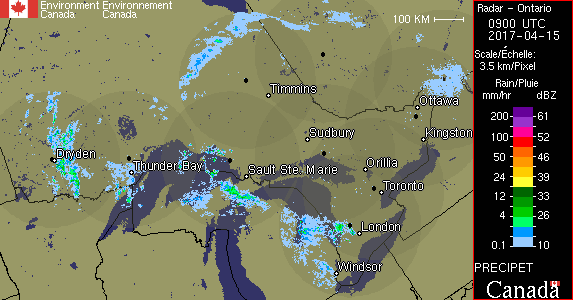 Environment Environnement
Canada Canada
100 KM
Timmins
Ottawa
Sudbury
Kingston
Dryden
Thunder Bay
Sault Ste. Marie
Orillia
Toronto
London
Windsor
Radar - Ontario
0900 UTC
2017-04-15
Scale/Échelle:
3.5 km/Pixel
Rain/Pluie
mm/hr dBZ
200 61
100 52
50 46
24 39
12 33
4 26
0.1 10
PRECIPET
Canada